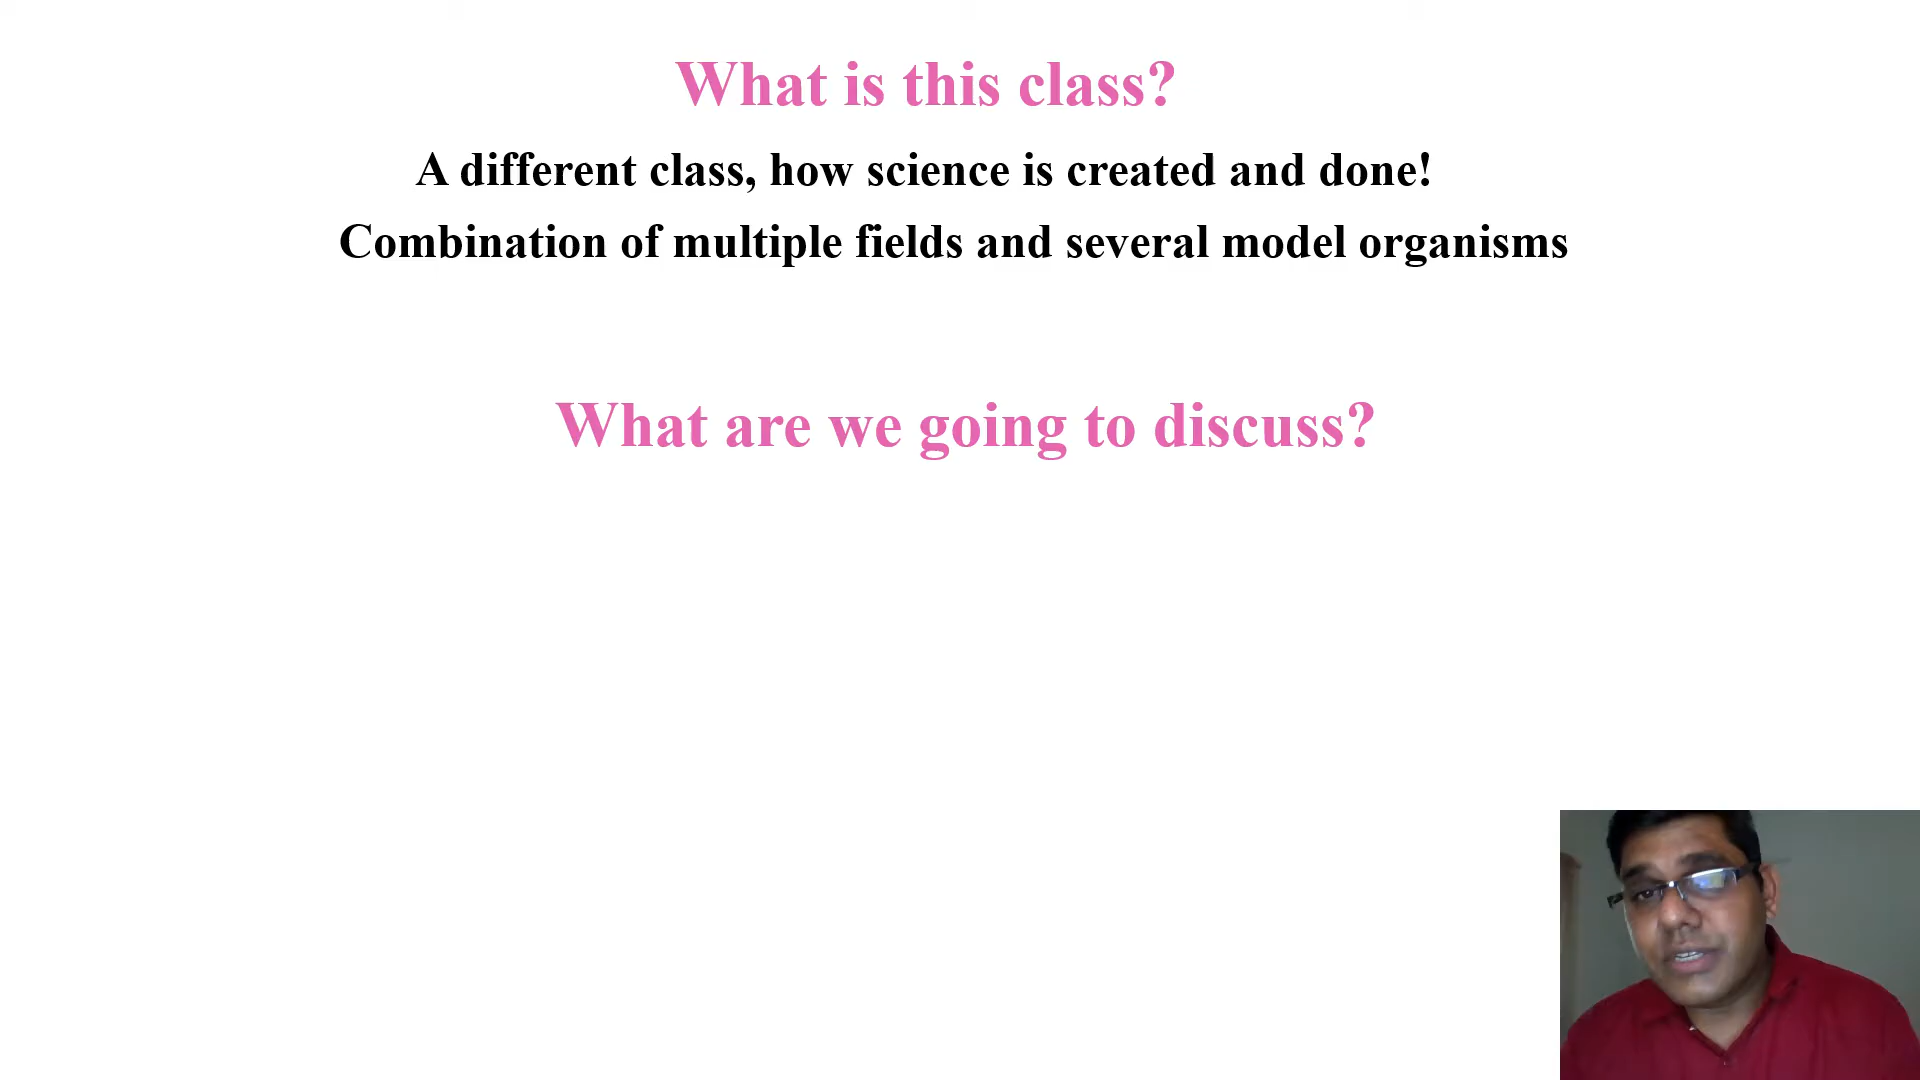 What is this class?
A different class, how science is created and done!
Combination of multiple fields and several model organisms
What are we going to discuss?